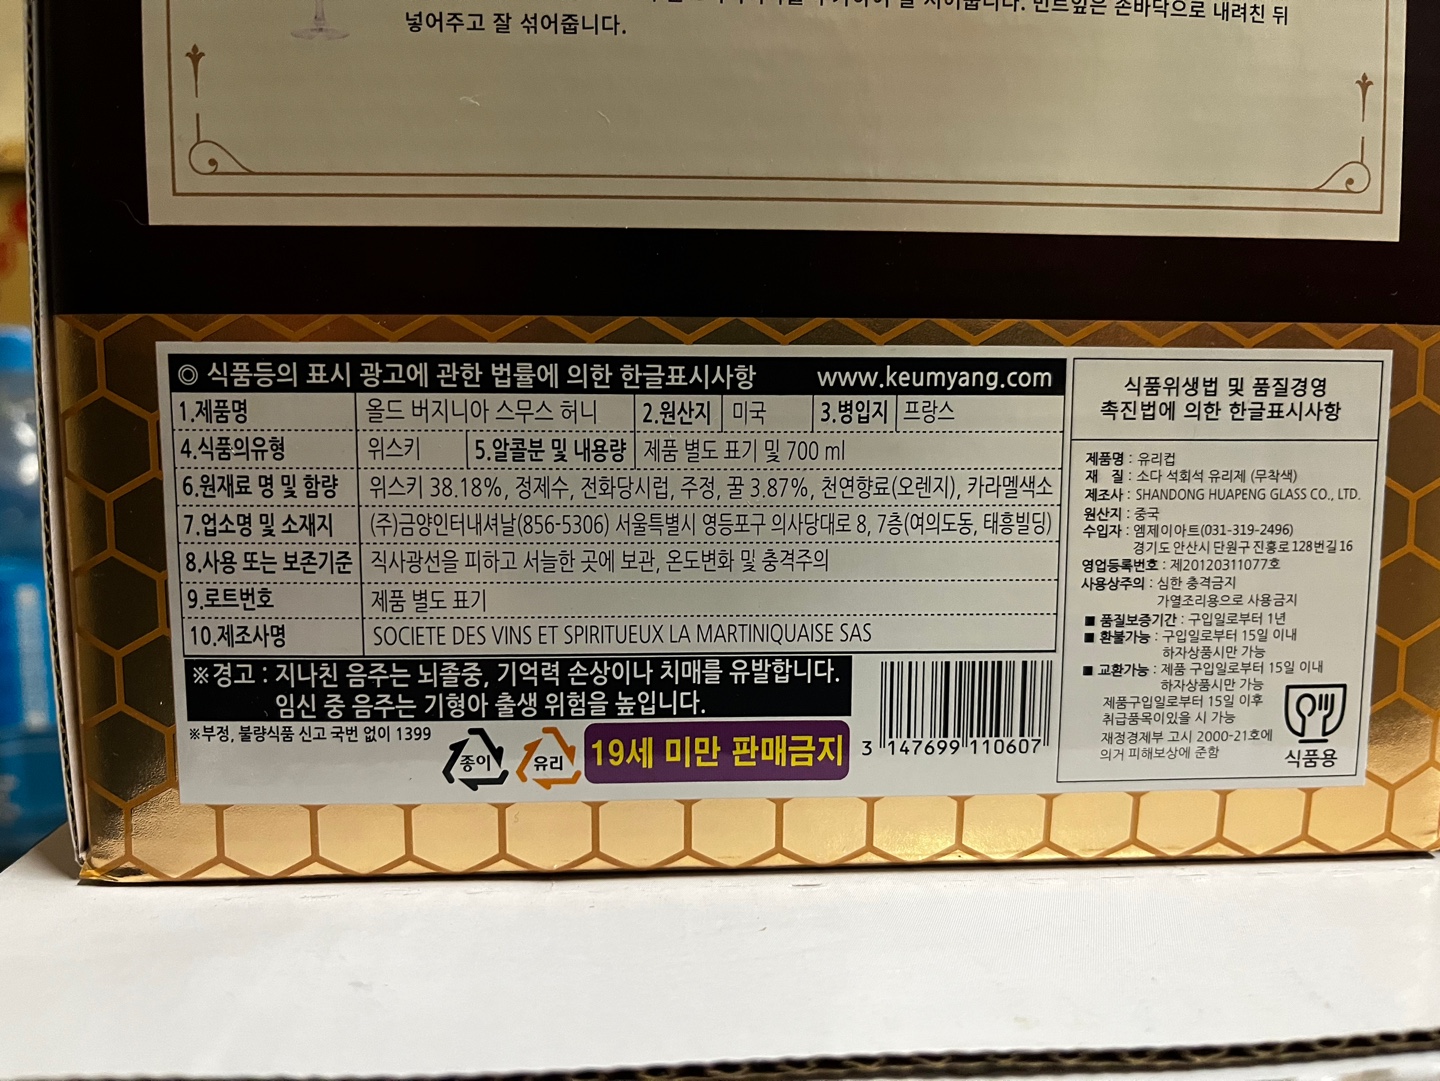 민트잎은 손바닥으로 내려친 뒤
넣어주고 잘 섞어줍니다.
◎ 식품등의 표시 광고에 관한 법률에 의한 한글표시사항 www.keumyang.com
1.제품명 올드 버지니아 스무스 허니 2.원산지 미국 3.병입지 프랑스
4.식품의유형 위스키 5.알콜분 및 내용량 제품 별도 표기 및 700 ml
6.원재료 명 및 함량 위스키 38.18%, 정제수, 전화당시럽, 주정, 꿀 3.87%, 천연향료(오렌지), 카라멜색소
7.업소명 및 소재지 (주)금양인터내셔날(856-5306) 서울특별시 영등포구 의사당대로 8, 7층(여의도동, 태흥빌딩)
8.사용 또는 보존기준 직사광선을 피하고 서늘한 곳에 보관, 온도변화 및 충격주의
9.로트번호 제품 별도 표기
10.제조사명 SOCIETE DES VINS ET SPIRITUEUX LA MARTINIQUAISE SAS
※경고 : 지나친 음주는 뇌졸중, 기억력 손상이나 치매를 유발합니다.
임신 중 음주는 기형아 출생 위험을 높입니다.
※부정, 불량식품 신고 국번 없이 1399
종이
유리
19세 미만 판매금지
3 147699 110607
식품위생법 및 품질경영
촉진법에 의한 한글표시사항
제품명 : 유리컵
재 질 : 소다 석회석 유리제 (무착색)
제조사 : SHANDONG HUAPENG GLASS CO., LTD.
원산지 : 중국
수입자 : 엠제이아트(031-319-2496)
경기도 안산시 단원구 진흥로128번길 16
영업등록번호 : 제20120311077호
사용상주의 : 심한 충격금지
가열조리용으로 사용금지
■ 품질보증기간 : 구입일로부터 1년
■ 환불가능 : 구입일로부터 15일 이내
하자상품시만 가능
■ 교환가능 : 제품 구입일로부터 15일 이내
하자상품시만 가능
제품구입일로부터 15일 이후
취급품목이있을 시 가능
재정경제부 고시 2000-21호에
의거 피해보상에 준함
식품용